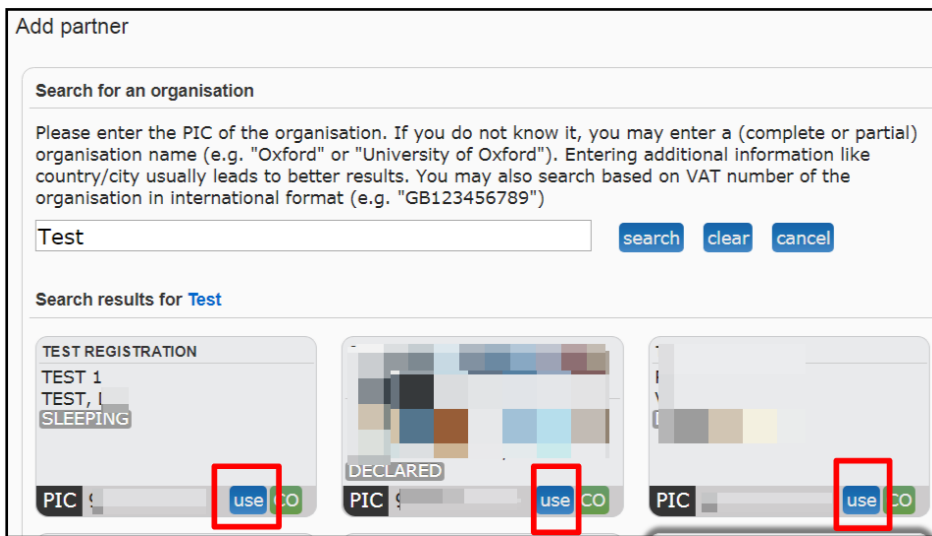 Add partner
Search for an organisation
Please enter the PIC of the organisation. If you do not know it, you may enter a (complete or partial)
organisation name (e.g. "Oxford" or "University of Oxford"). Entering additional information like
country/city usually leads to better results. You may also search based on VAT number of the
organisation in international format (e.g. "GB123456789")
Test search clear cancel
Search results for Test
TEST REGISTRATION
TEST 1
TEST,
SLEEPING
PIC use CO
DECLARED
PIC use CO
PIC use CO